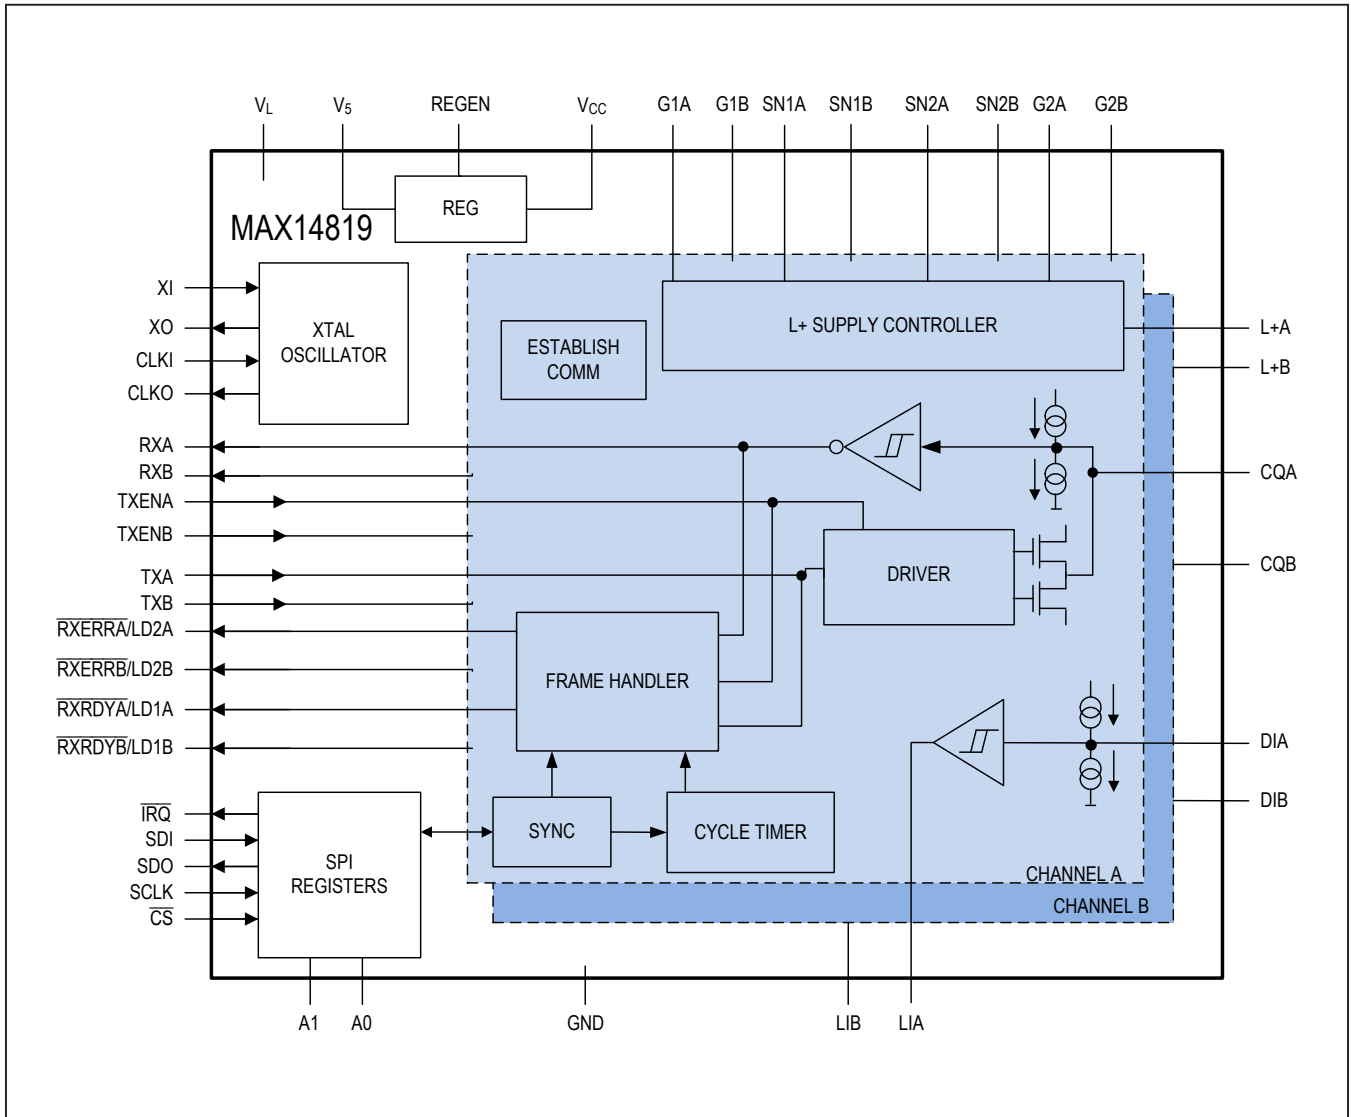 VL V5 REGEN VCC G1A G1B SN1A SN1B SN2A SN2B G2A G2B
REG
MAX14819
XI
XO
CLKI
CLKO
XTAL
OSCILLATOR
ESTABLISH
COMM
L+ SUPPLY CONTROLLER
L+A
L+B
RXA
RXB
TXENA
TXENB
TXA
TXB
RXERRA/LD2A
RXERRB/LD2B
RXRDYA/LD1A
RXRDYB/LD1B
DRIVER
CQA
CQB
FRAME HANDLER
DIA
DIB
IRQ
SDI
SDO
SCLK
CS
SPI
REGISTERS
SYNC
CYCLE TIMER
CHANNEL A
CHANNEL B
A1 A0 GND LIB LIA